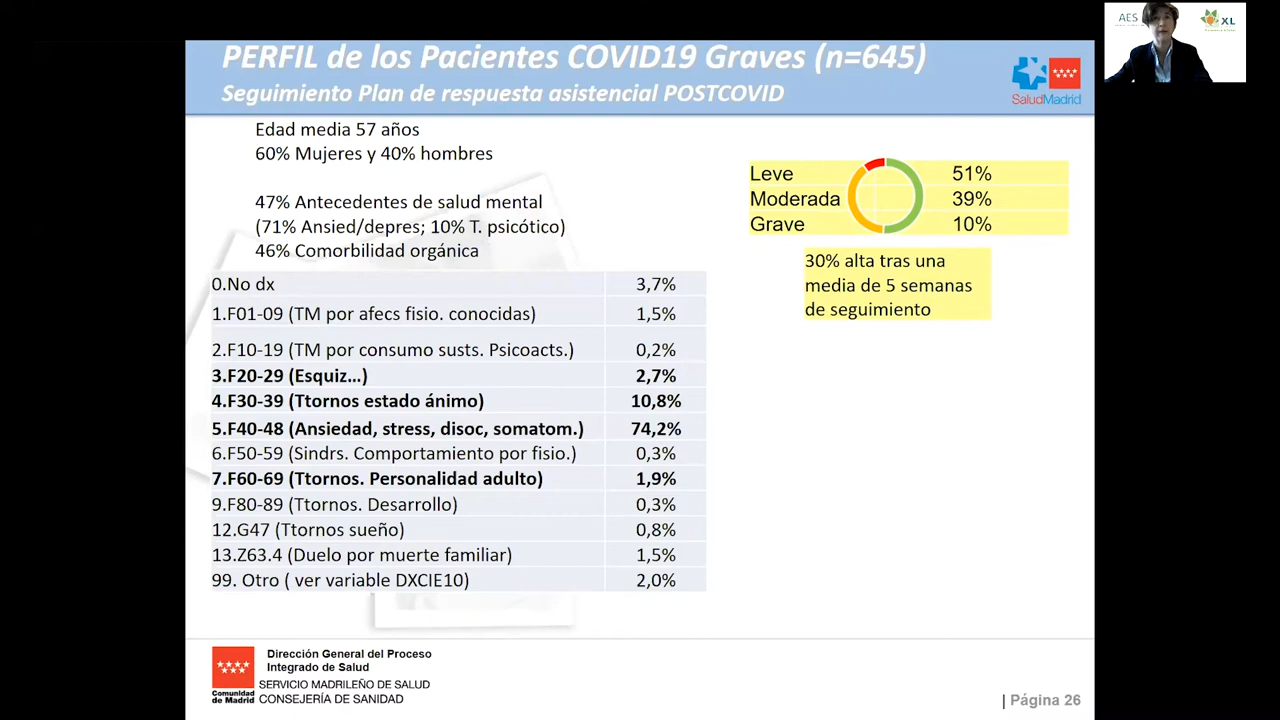 AES
XL
PERFIL de los Pacientes COVID19 Graves (n=645)
Seguimiento Plan de respuesta asistencial POSTCOVID
SaludMadrid
Edad media 57 años
60% Mujeres y 40% hombres
47% Antecedentes de salud mental
(71% Ansied/depres; 10% T. psicótico)
46% Comorbilidad orgánica
Leve 51%
Moderada 39%
Grave 10%
30% alta tras una
media de 5 semanas
de seguimiento
0.No dx 3,7%
1.F01-09 (TM por afecs fisio. conocidas) 1,5%
2.F10-19 (TM por consumo susts. Psicoacts.) 0,2%
3.F20-29 (Esquiz...) 2,7%
4.F30-39 (Ttornos estado ánimo) 10,8%
5.F40-48 (Ansiedad, stress, disoc, somatom.) 74,2%
6.F50-59 (Sindrs. Comportamiento por fisio.) 0,3%
7.F60-69 (Ttornos. Personalidad adulto) 1,9%
9.F80-89 (Ttornos. Desarrollo) 0,3%
12.G47 (Ttornos sueño) 0,8%
13.Z63.4 (Duelo por muerte familiar) 1,5%
99. Otro ( ver variable DXCIE10) 2,0%
Dirección General del Proceso
Integrado de Salud
SERVICIO MADRILEÑO DE SALUD
CONSEJERÍA DE SANIDAD
Comunidad
de Madrid
| Página 26